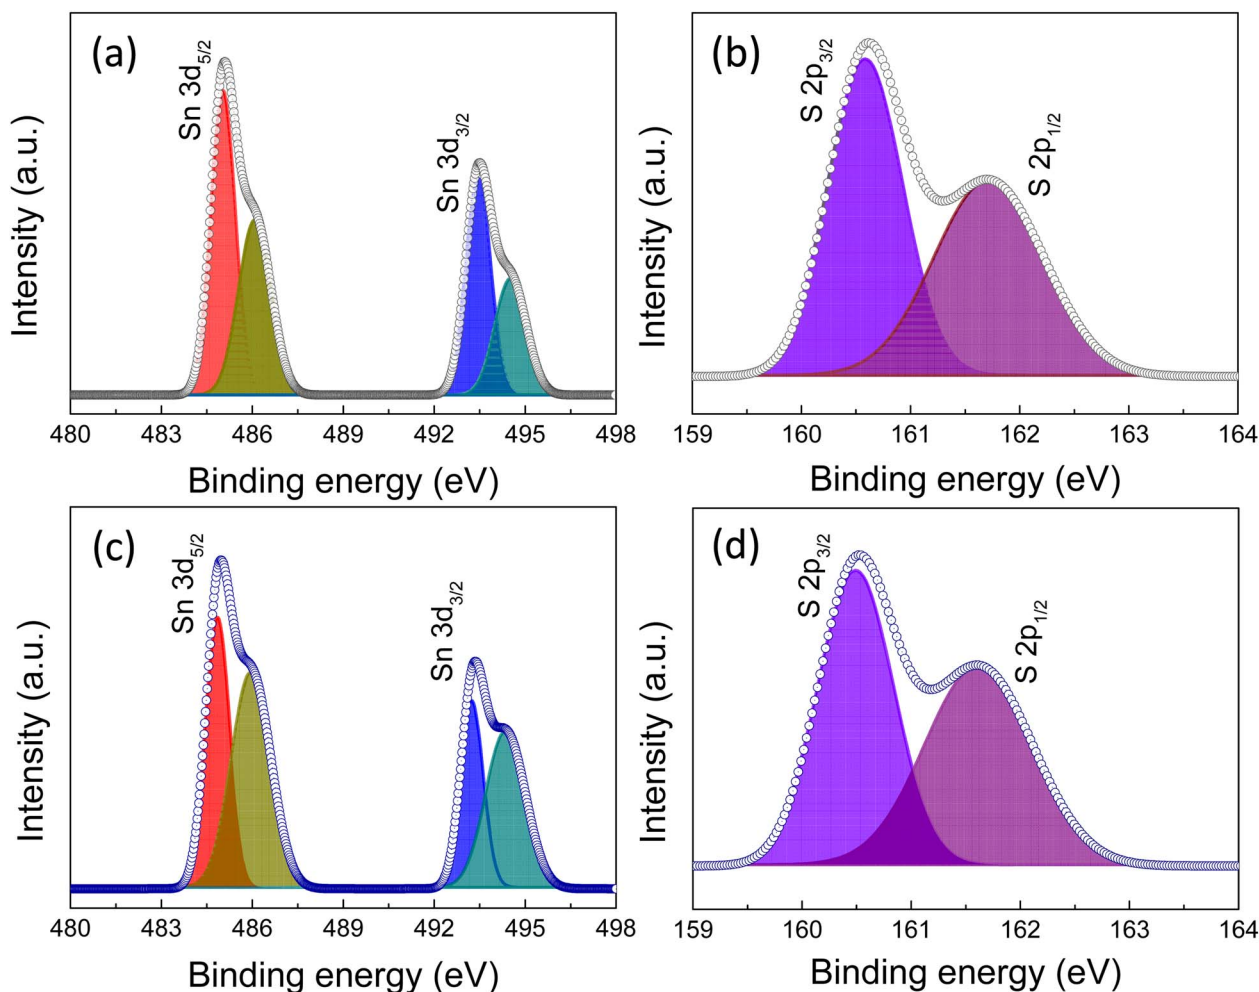 (a)
Sn 3d5/2
Sn 3d3/2
Intensity (a.u.)
480 483 486 489 492 495 498
Binding energy (eV)
(b)
S 2p3/2
S 2p1/2
Intensity (a.u.)
159 160 161 162 163 164
Binding energy (eV)
(c)
Sn 3d5/2
Sn 3d3/2
Intensity (a.u.)
480 483 486 489 492 495 498
Binding energy (eV)
(d)
S 2p3/2
S 2p1/2
Intensity (a.u.)
159 160 161 162 163 164
Binding energy (eV)